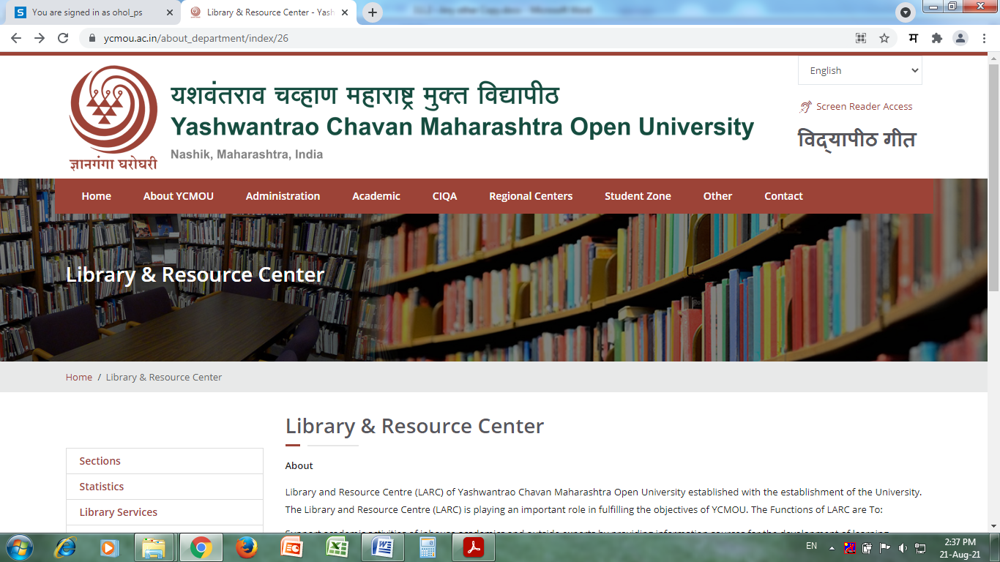 You are signed in as ohol_ps
Library & Resource Center - Yash
ycmou.ac.in/about_department/index/26
म
English
यशवंतराव चव्हाण महाराष्ट्र मुक्त विद्यापीठ
Yashwantrao Chavan Maharashtra Open University
Nashik, Maharashtra, India
ज्ञानगंगा घरोघरी
Screen Reader Access
विद्यापीठ गीत
Home About YCMOU Administration Academic CIQA Regional Centers Student Zone Other Contact
Library & Resource Center
Home / Library & Resource Center
Library & Resource Center
Sections
Statistics
Library Services
About
Library and Resource Centre (LARC) of Yashwantrao Chavan Maharashtra Open University established with the establishment of the University.
The Library and Resource Centre (LARC) is playing an important role in fulfilling the objectives of YCMOU. The Functions of LARC are To:
EN
2:37 PM
21-Aug-21